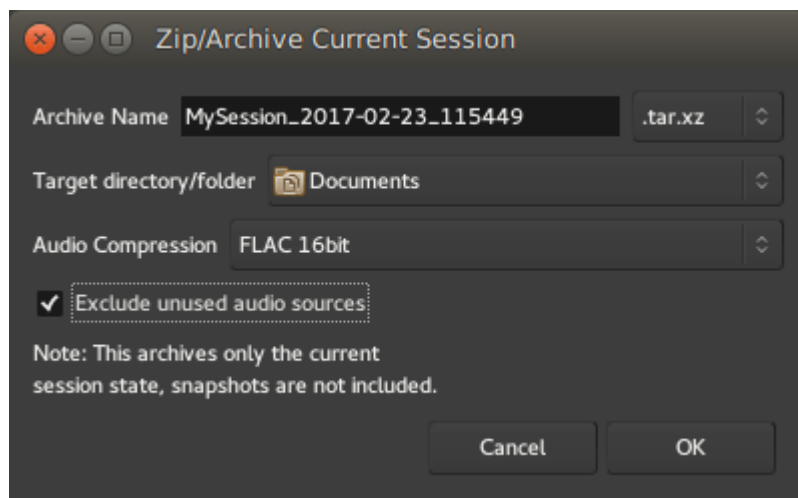 Zip/Archive Current Session
Archive Name MySession_2017-02-23_115449 .tar.xz
Target directory/folder Documents
Audio Compression FLAC 16bit
Exclude unused audio sources
Note: This archives only the current
session state, snapshots are not included.
Cancel OK